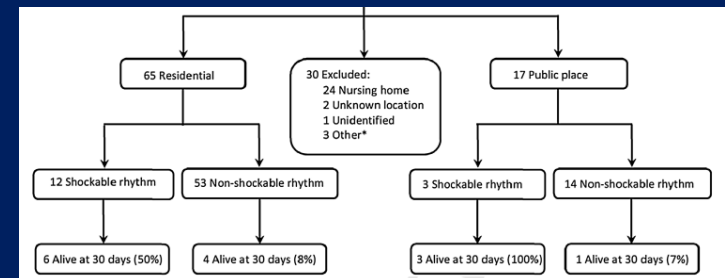 65 Residential
30 Excluded:
24 Nursing home
2 Unknown location
1 Unidentified
3 Other*
17 Public place
12 Shockable rhythm
53 Non-shockable rhythm
3 Shockable rhythm
14 Non-shockable rhythm
6 Alive at 30 days (50%)
4 Alive at 30 days (8%)
3 Alive at 30 days (100%)
1 Alive at 30 days (7%)